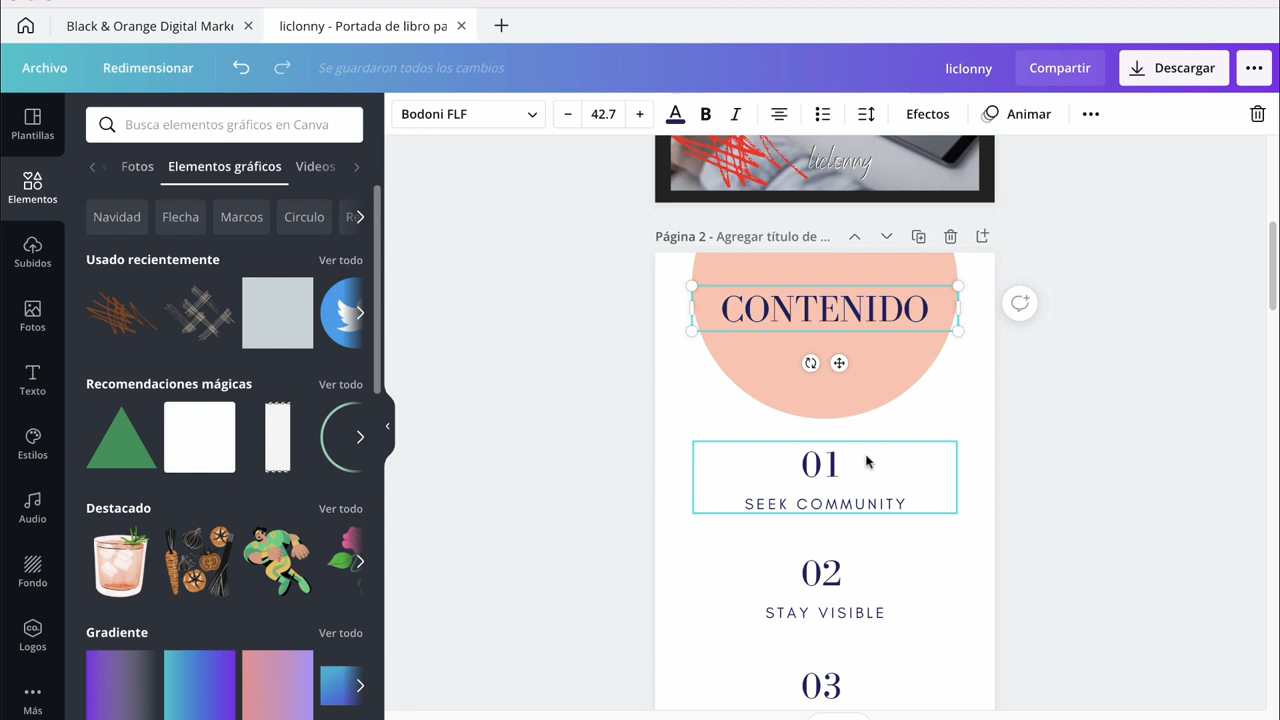 Black & Orange Digital Marke
liclonny - Portada de libro pa
Archivo
Redimensionar
Se guardaron todos los cambios
liclonny
Compartir
Descargar
Plantillas
Elementos
Subidos
Fotos
Texto
Estilos
Audio
Fondo
CO.
Logos
Más
Busca elementos gráficos en Canva
Fotos
Elementos gráficos
Videos
Navidad
Flecha
Marcos
Circulo
Re
Usado recientemente
Ver todo
Recomendaciones mágicas
Ver todo
Destacado
Ver todo
Gradiente
Ver todo
Bodoni FLF
42.7
A
B
I
Efectos
Animar
liclonny
Página 2 - Agregar título de ...
CONTENIDO
01
SEEK COMMUNITY
02
STAY VISIBLE
03